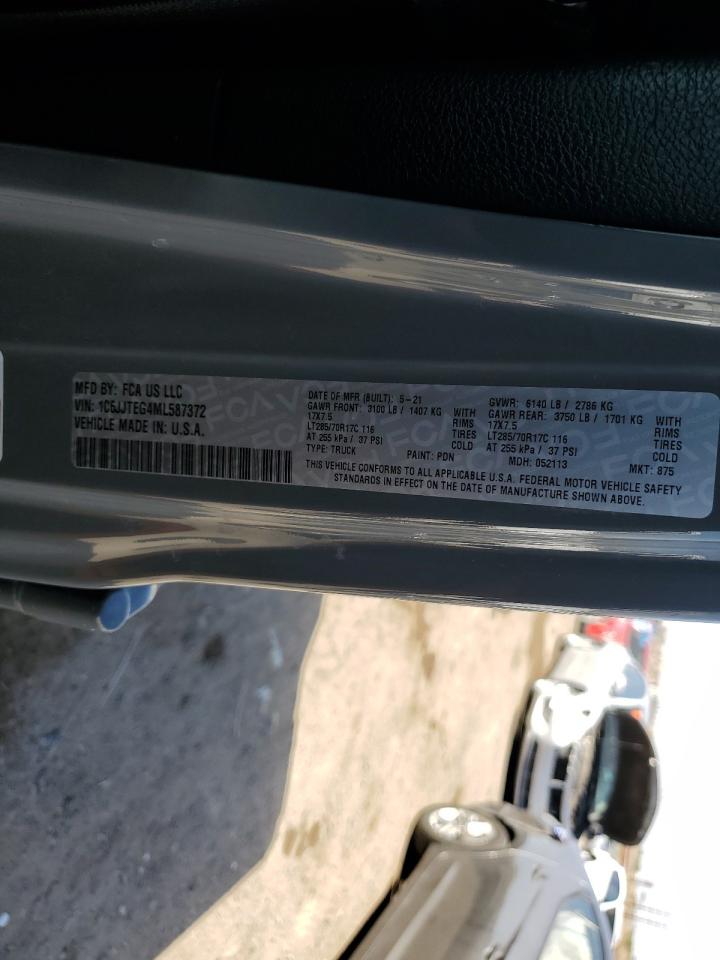 MFD BY: FCA US LLC
VIN: 1C6JJTEG4ML587372
VEHICLE MADE IN: U.S.A.
DATE OF MFR (BUILT): 5-21
GVWR: 6140 LB / 2786 KG
GAWR FRONT: 3100 LB / 1407 KG WITH
GAWR REAR: 3750 LB / 1701 KG WITH
17X7.5 RIMS
17X7.5 RIMS
LT285/70R17C 116 TIRES
LT285/70R17C 116 TIRES
AT 255 kPa / 37 PSI COLD
AT 255 kPa / 37 PSI COLD
TYPE: TRUCK PAINT: PDN MDH: 052113 MKT: 875
THIS VEHICLE CONFORMS TO ALL APPLICABLE U.S.A. FEDERAL MOTOR VEHICLE SAFETY
STANDARDS IN EFFECT ON THE DATE OF MANUFACTURE SHOWN ABOVE.